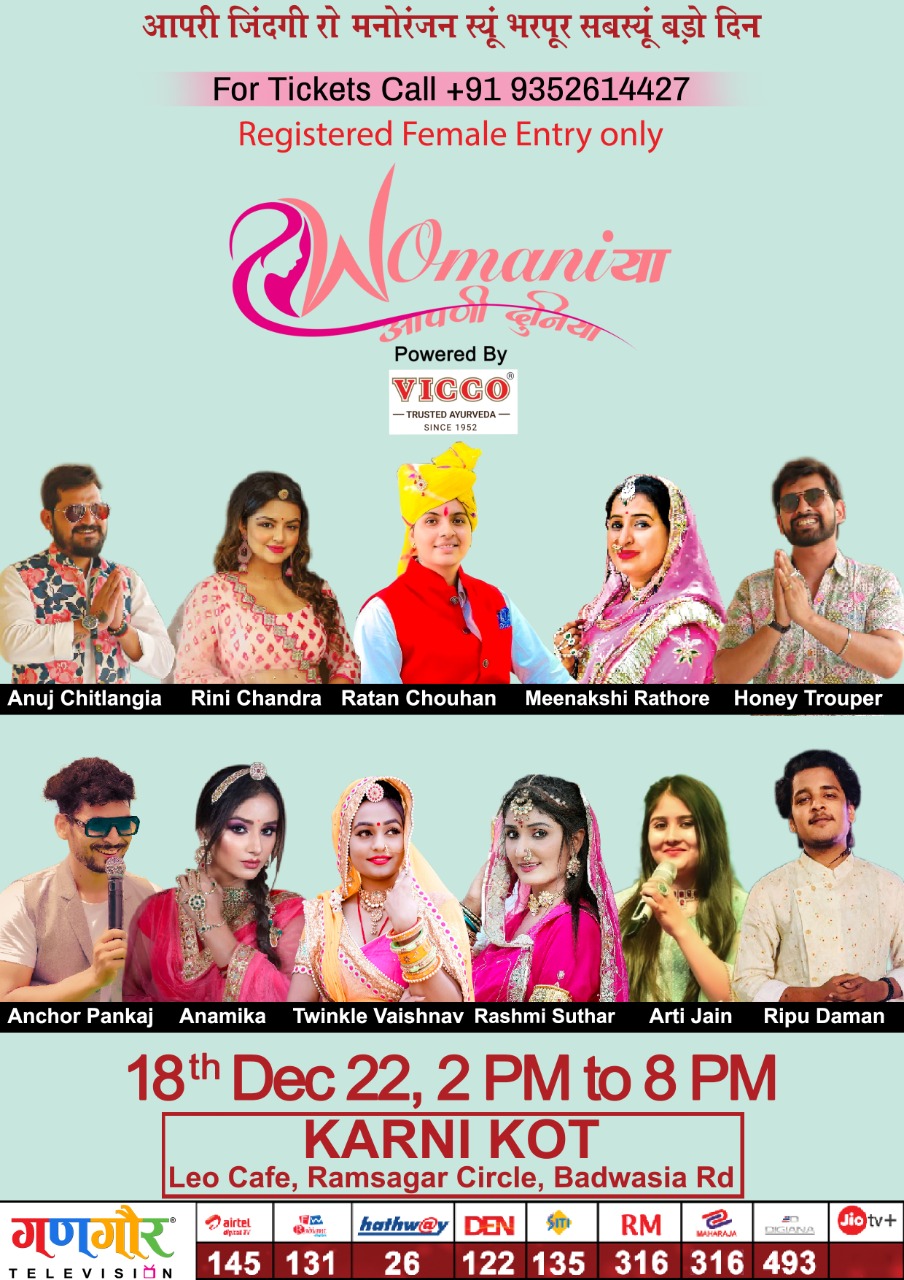 आपरी जिंदगी रो मनोरंजन स्यूं भरपूर सबस्यूं बड़ो दिन
For Tickets Call +91 9352614427
Registered Female Entry only
Womaniया
आपणी दुनिया
Powered By
VICCO®
TRUSTED AYURVEDA
SINCE 1952
Anuj Chitlangia Rini Chandra Ratan Chouhan Meenakshi Rathore Honey Trouper
Anchor Pankaj Anamika Twinkle Vaishnav Rashmi Suthar Arti Jain Ripu Daman
18th Dec 22, 2 PM to 8 PM
KARNI KOT
Leo Cafe, Ramsagar Circle, Badwasia Rd
गणगौर®
TELEVISION
airtel digital TV hathw@y DEN SITI RM MAHARAJA DIGIANA Jio tv+
145 131 26 122 135 316 316 493